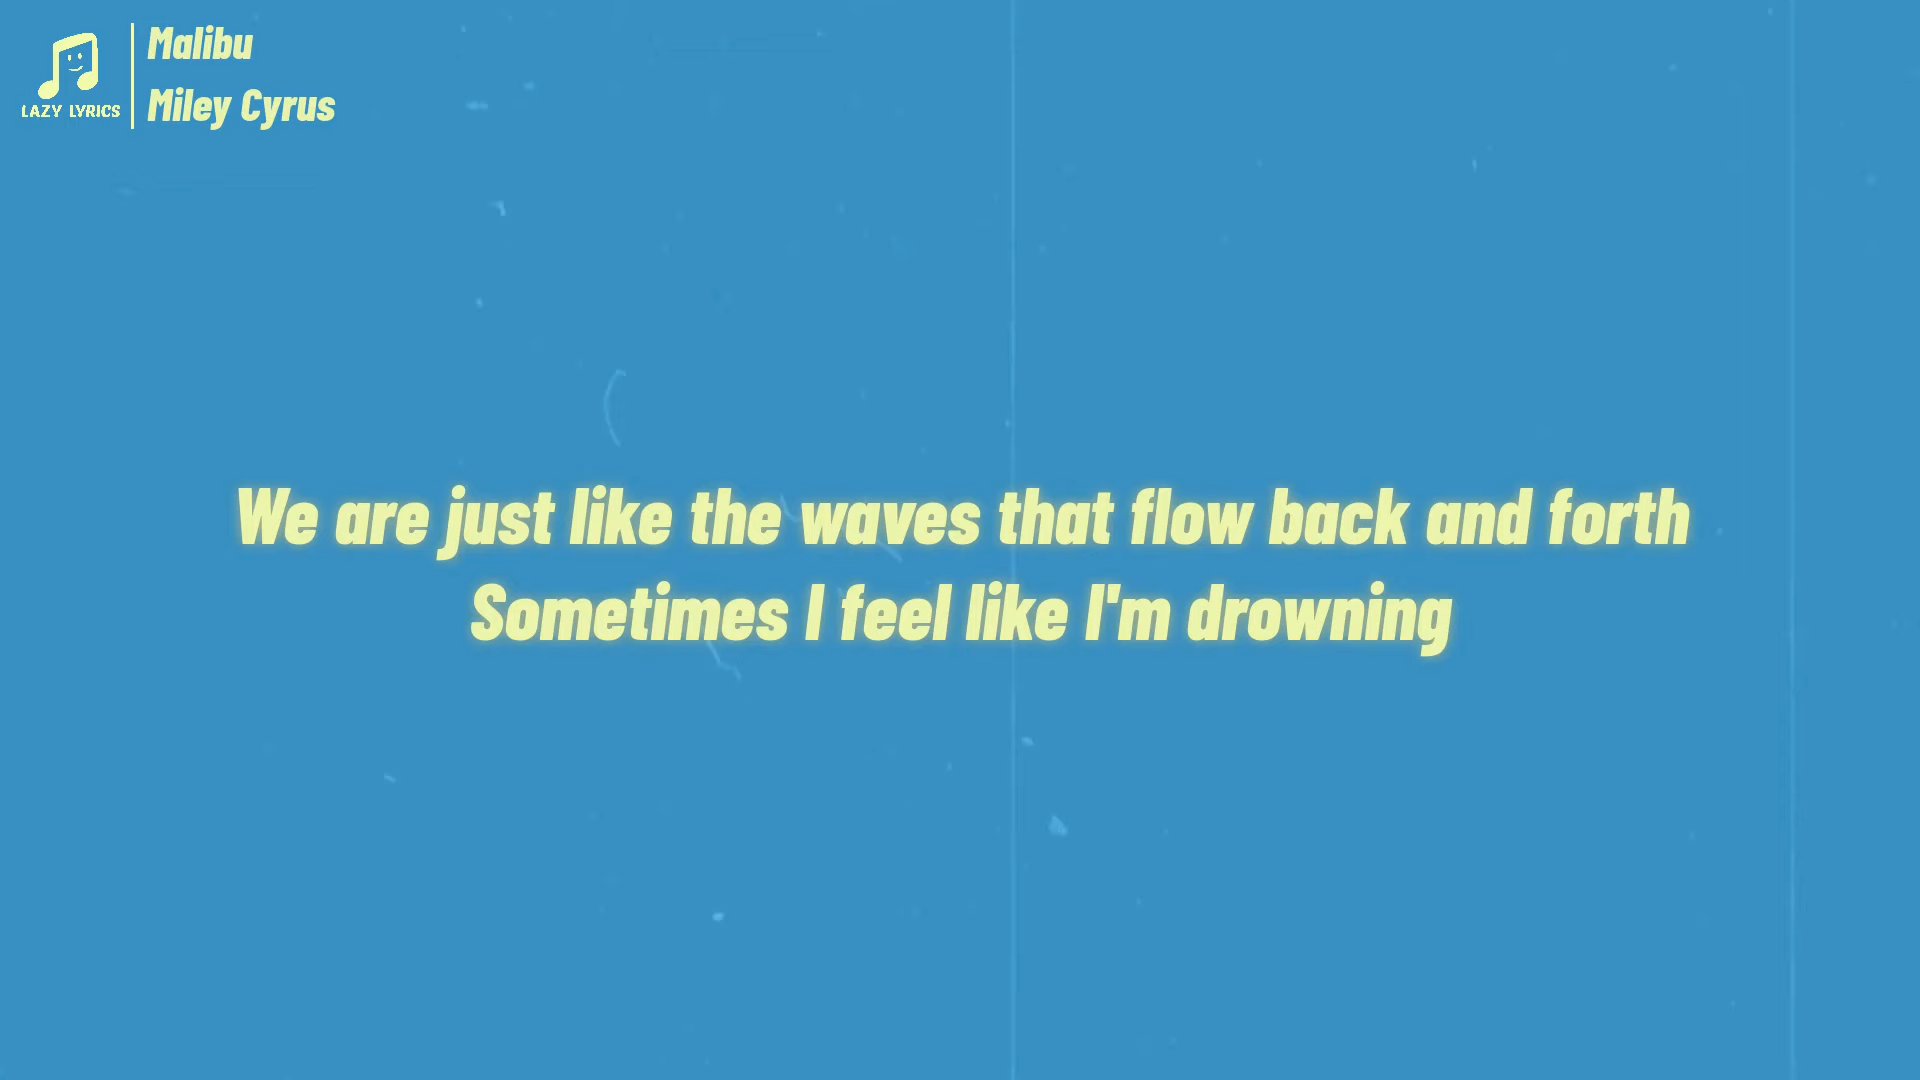 Malibu
Miley Cyrus
LAZY LYRICS
We are just like the waves that flow back and forth
Sometimes I feel like I'm drowning